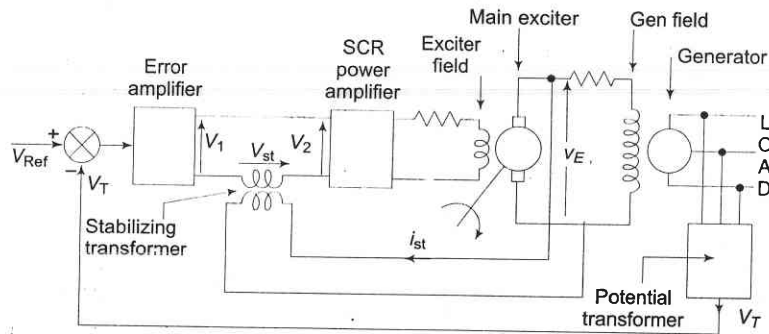 Main exciter
Gen field
SCR
power
amplifier
Exciter
field
Generator
Error
amplifier
V_Ref
+
−
V_T
V_1
V_st
V_2
v_E
L
O
A
D
Stabilizing
transformer
i_st
Potential
transformer
V_T